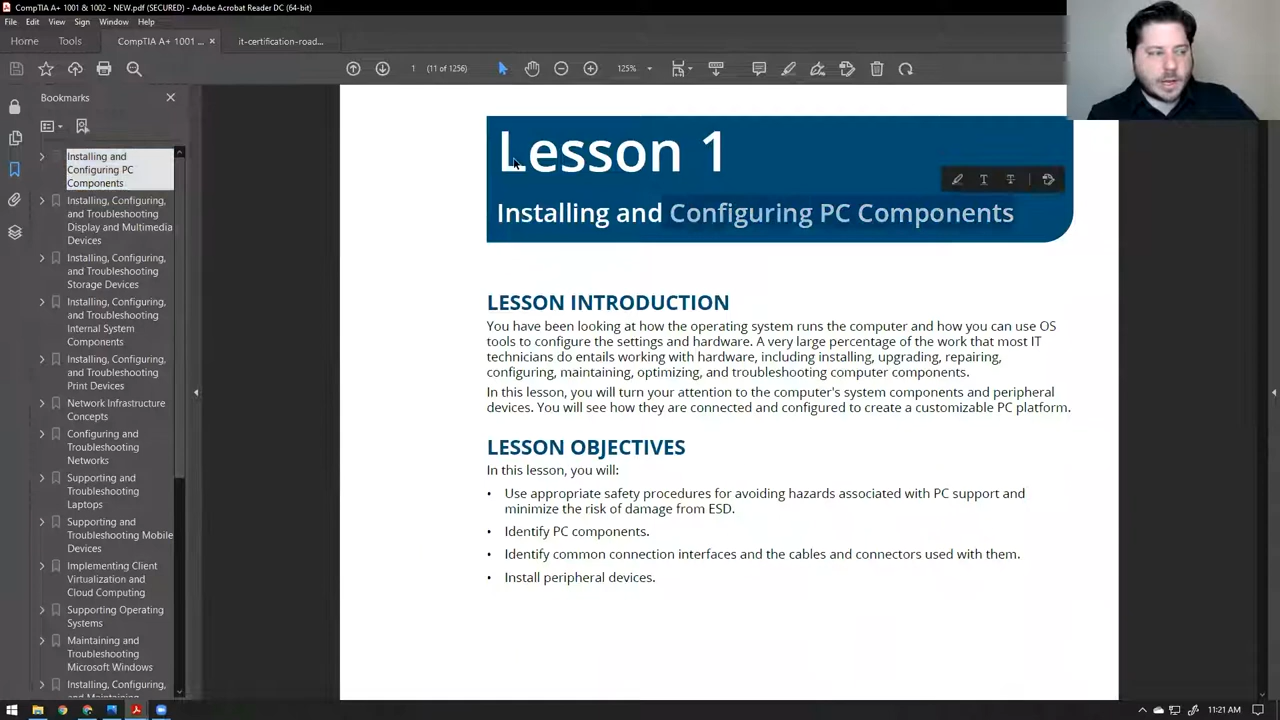 CompTIA A+ 1001 & 1002 - NEW.pdf (SECURED) - Adobe Acrobat Reader DC (64-bit)
File Edit View Sign Window Help
Home Tools CompTIA A+ 1001 ... × it-certification-road...
1 (11 of 1256) 125%
Bookmarks
Installing and
Configuring PC
Components
Installing, Configuring,
and Troubleshooting
Display and Multimedia
Devices
Installing, Configuring,
and Troubleshooting
Storage Devices
Installing, Configuring,
and Troubleshooting
Internal System
Components
Installing, Configuring,
and Troubleshooting
Print Devices
Network Infrastructure
Concepts
Configuring and
Troubleshooting
Networks
Supporting and
Troubleshooting
Laptops
Supporting and
Troubleshooting Mobile
Devices
Implementing Client
Virtualization and
Cloud Computing
Supporting Operating
Systems
Maintaining and
Troubleshooting
Microsoft Windows
Installing, Configuring,
Lesson 1
Installing and Configuring PC Components
LESSON INTRODUCTION
You have been looking at how the operating system runs the computer and how you can use OS
tools to configure the settings and hardware. A very large percentage of the work that most IT
technicians do entails working with hardware, including installing, upgrading, repairing,
configuring, maintaining, optimizing, and troubleshooting computer components.
In this lesson, you will turn your attention to the computer's system components and peripheral
devices. You will see how they are connected and configured to create a customizable PC platform.
LESSON OBJECTIVES
In this lesson, you will:
• Use appropriate safety procedures for avoiding hazards associated with PC support and
minimize the risk of damage from ESD.
• Identify PC components.
• Identify common connection interfaces and the cables and connectors used with them.
• Install peripheral devices.
11:21 AM